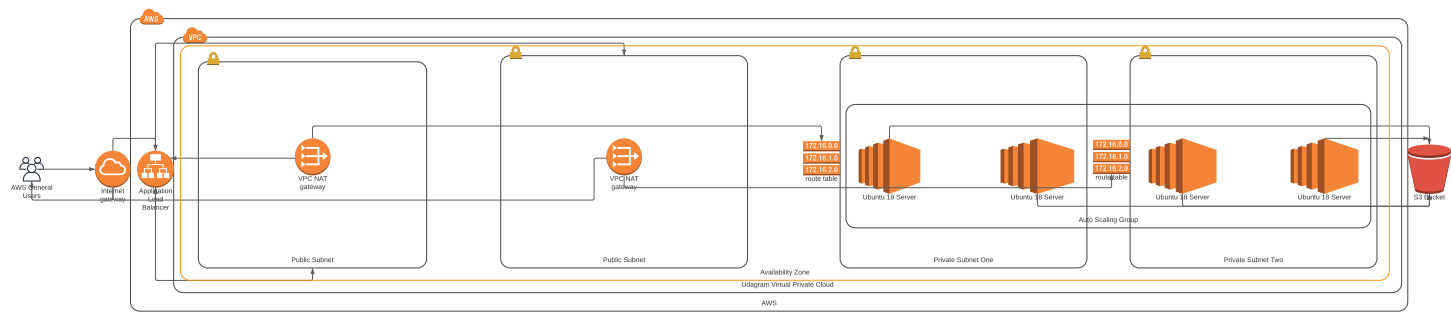 AWS
VPC
AWS General
Users
Internet
gateway
Application
Load
Balancer
VPC NAT
gateway
Public Subnet
VPC NAT
gateway
Public Subnet
172.16.0.0
172.16.1.0
172.16.2.0
route table
Ubuntu 18 Server
Ubuntu 18 Server
Private Subnet One
172.16.0.0
172.16.1.0
172.16.2.0
route table
Ubuntu 18 Server
Ubuntu 18 Server
Auto Scaling Group
Private Subnet Two
S3 Bucket
Availability Zone
Udagram Virtual Private Cloud
AWS